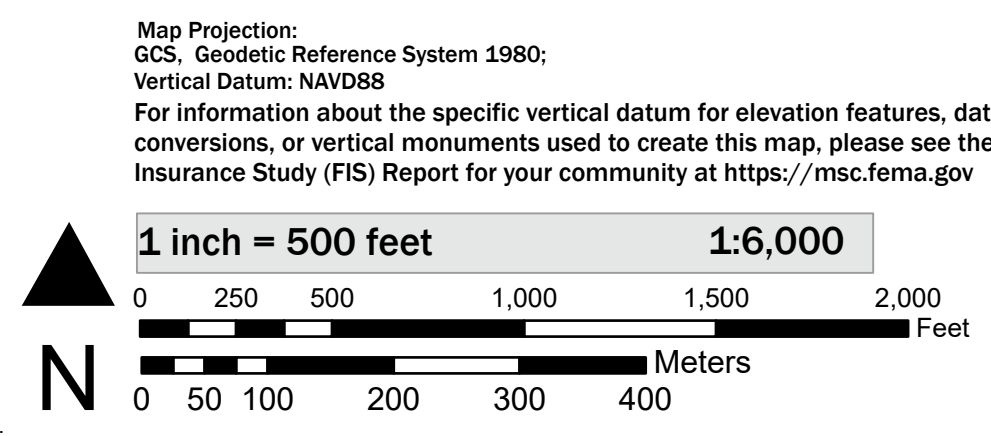 Map Projection:
GCS, Geodetic Reference System 1980;
Vertical Datum: NAVD88
For information about the specific vertical datum for elevation features, dat
conversions, or vertical monuments used to create this map, please see the
Insurance Study (FIS) Report for your community at https://msc.fema.gov
1 inch = 500 feet 1:6,000
0 250 500 1,000 1,500 2,000
Feet
Meters
N
0 50 100 200 300 400